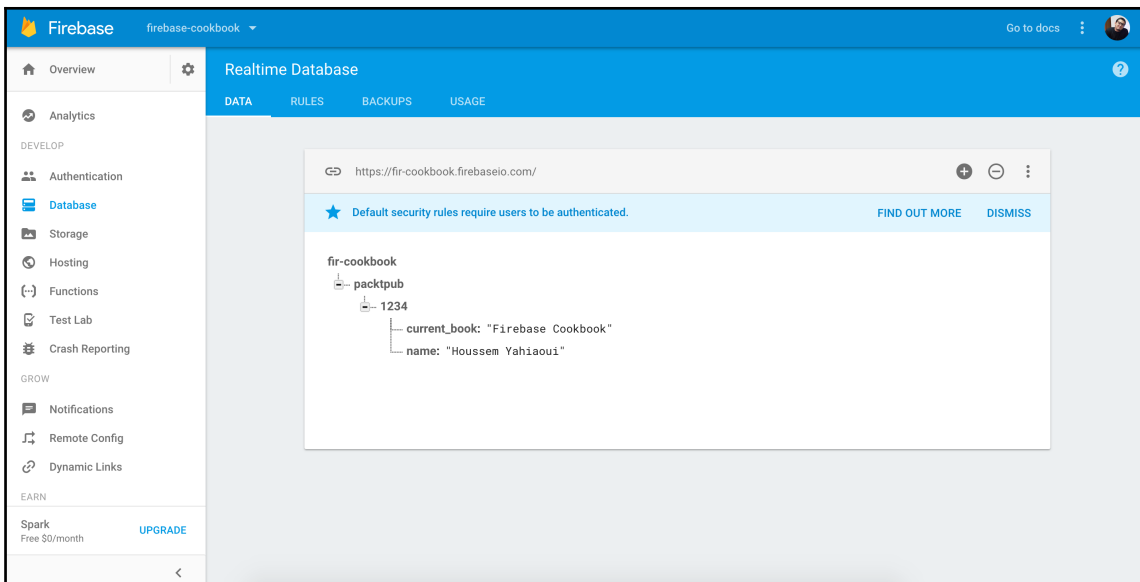 Firebase
firebase-cookbook
Go to docs
Overview
Realtime Database
?
DATA RULES BACKUPS USAGE
Analytics
DEVELOP
Authentication
Database
Storage
Hosting
Functions
Test Lab
Crash Reporting
GROW
Notifications
Remote Config
Dynamic Links
EARN
Spark
Free $0/month
UPGRADE
https://fir-cookbook.firebaseio.com/
Default security rules require users to be authenticated. FIND OUT MORE DISMISS
fir-cookbook
packtpub
1234
current_book: "Firebase Cookbook"
name: "Houssem Yahiaoui"